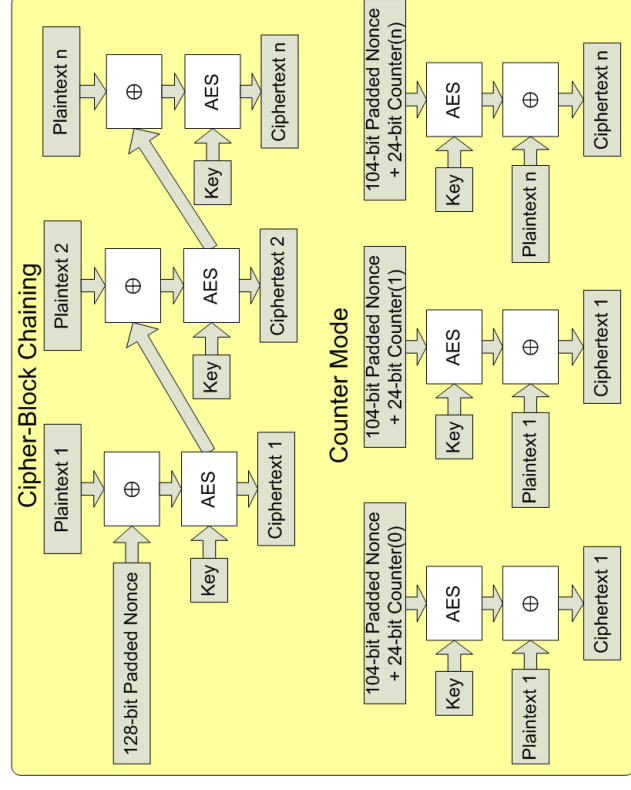 Cipher-Block Chaining
Plaintext 1
Plaintext 2
Plaintext n
128-bit Padded Nonce
⊕
⊕
⊕
Key
AES
Key
AES
Key
AES
Ciphertext 1
Ciphertext 2
Ciphertext n
Counter Mode
104-bit Padded Nonce
+ 24-bit Counter(0)
104-bit Padded Nonce
+ 24-bit Counter(1)
104-bit Padded Nonce
+ 24-bit Counter(n)
Key
AES
Key
AES
Key
AES
Plaintext 1
⊕
Plaintext 1
⊕
Plaintext n
⊕
Ciphertext 1
Ciphertext 1
Ciphertext n